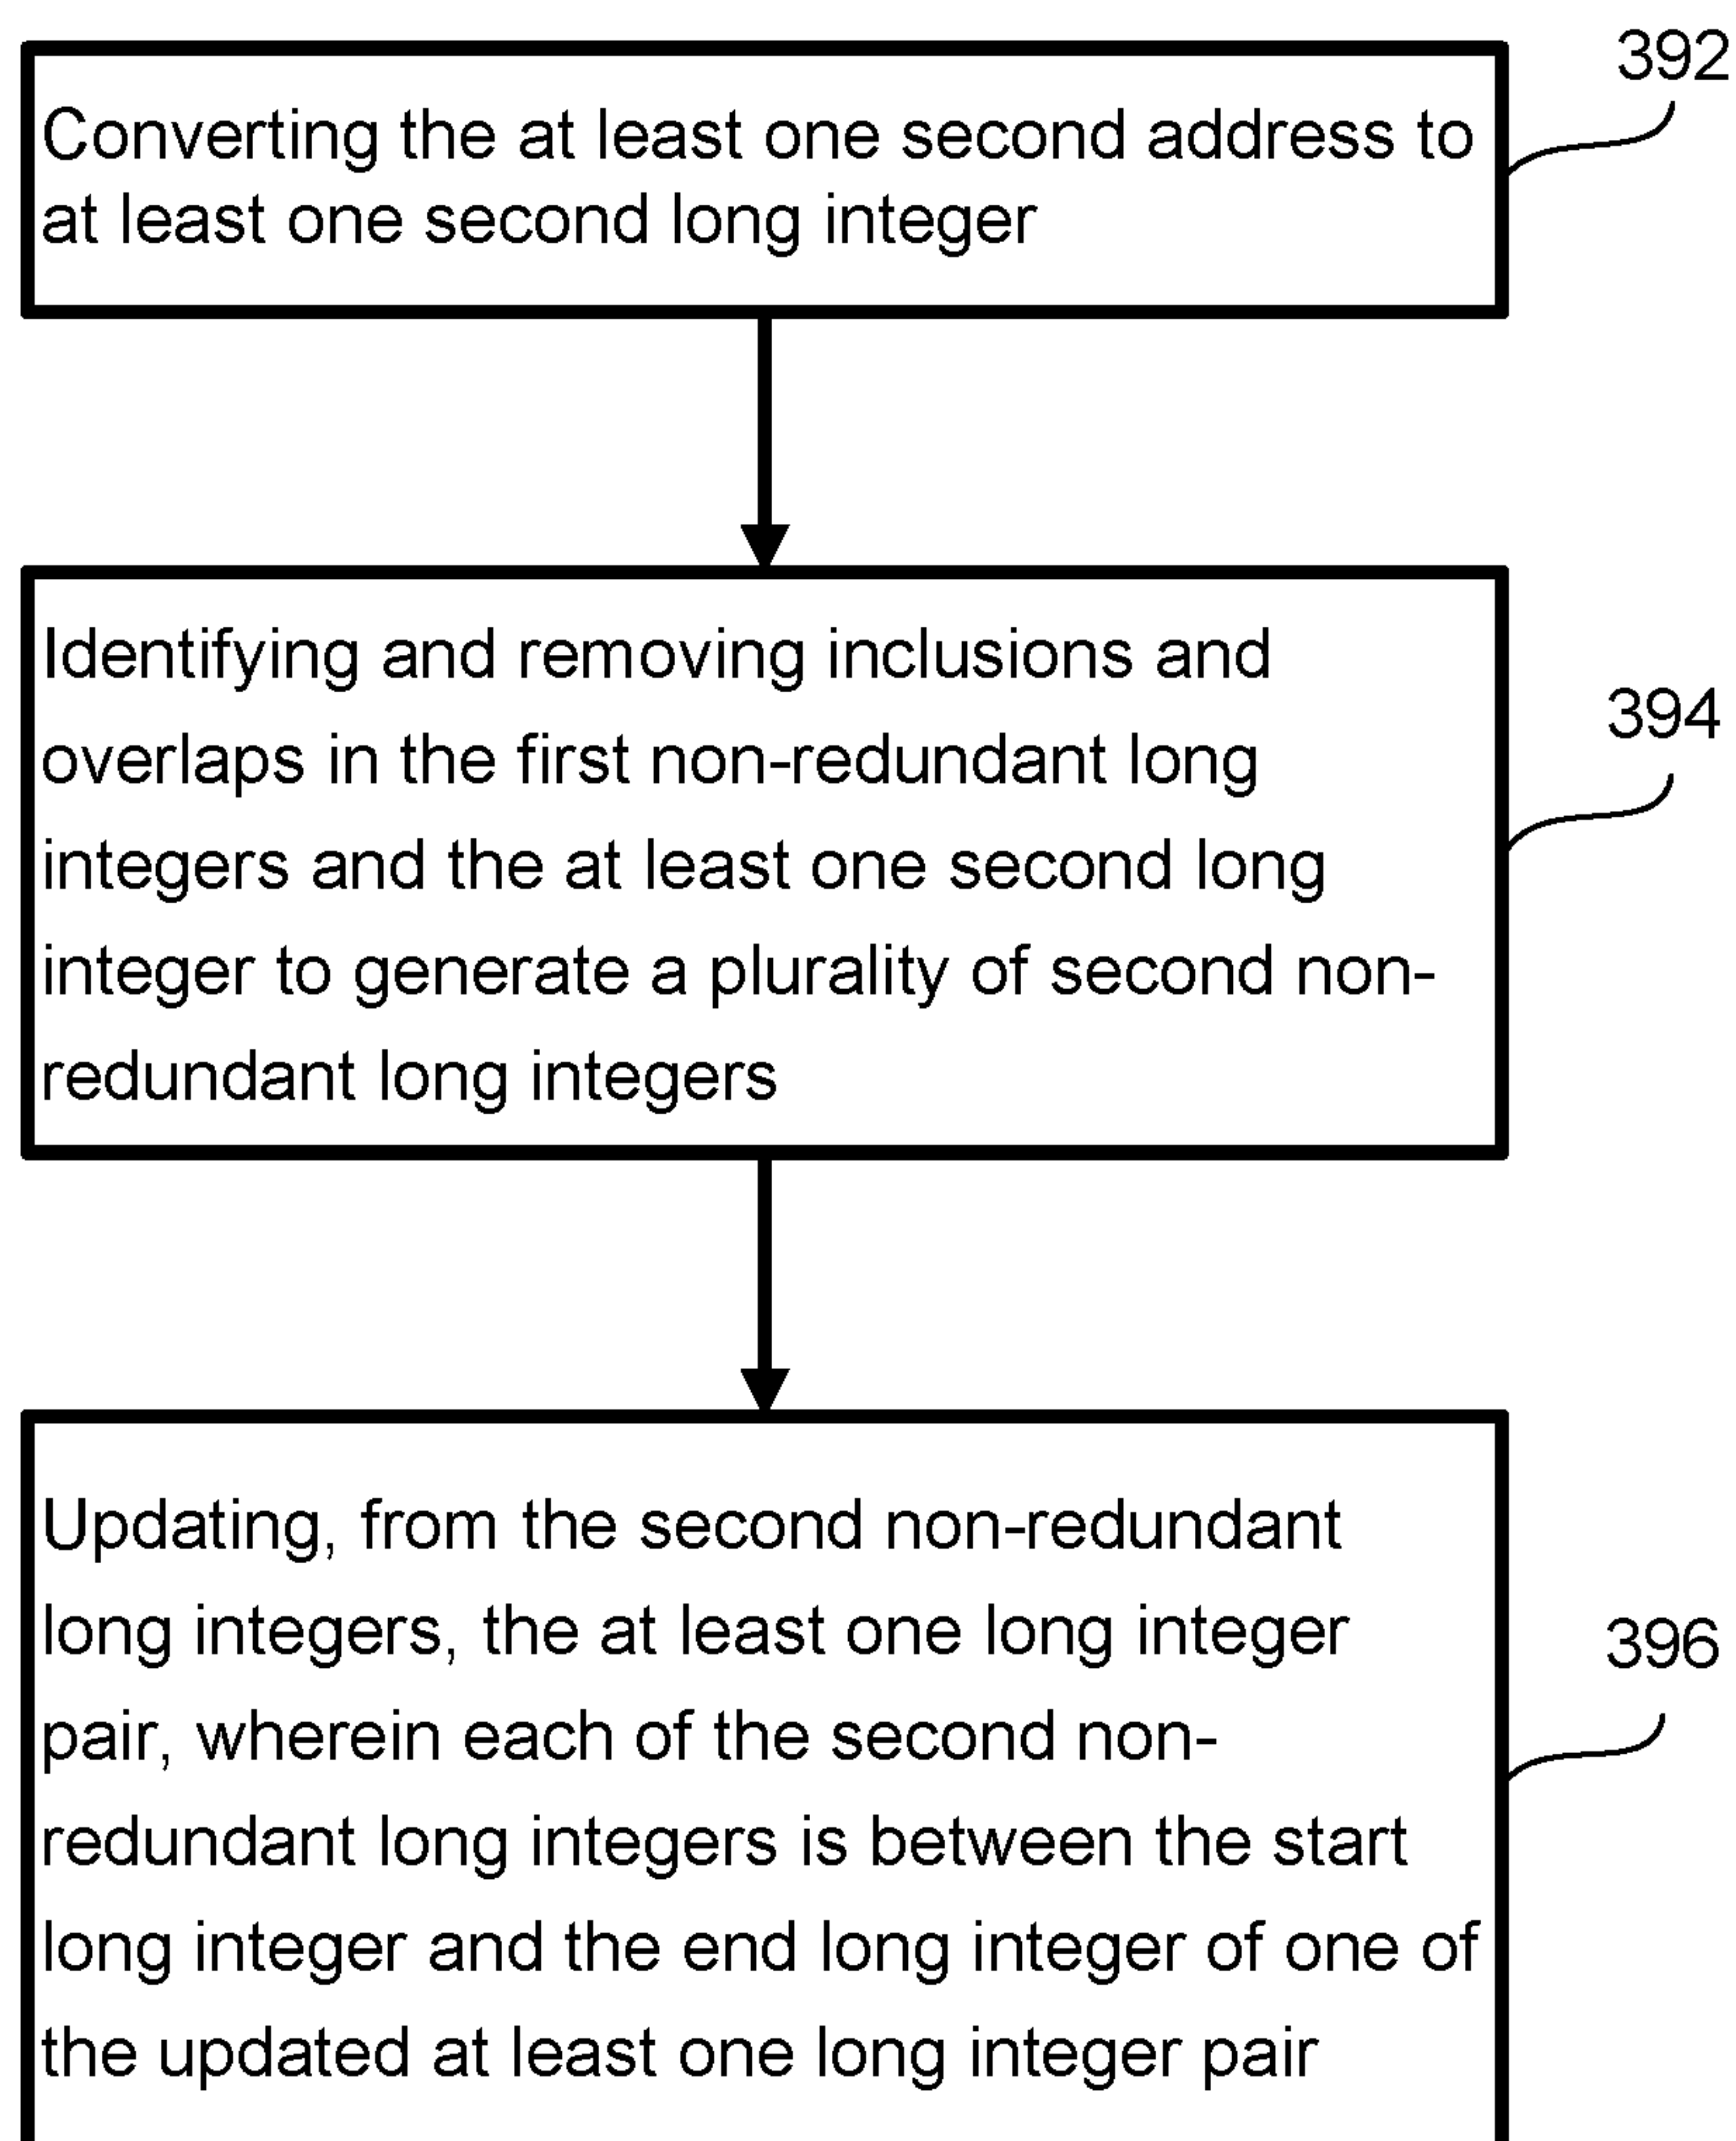 392
Converting the at least one second address to
at least one second long integer
Identifying and removing inclusions and
overlaps in the first non-redundant long
394
integers and the at least one second long
integer to generate a plurality of second non-
redundant long integers
Updating, from the second non-redundant
long integers, the at least one long integer
396
pair, wherein each of the second non-
redundant long integers is between the start
long integer and the end long integer of one of
the updated at least one long integer pair